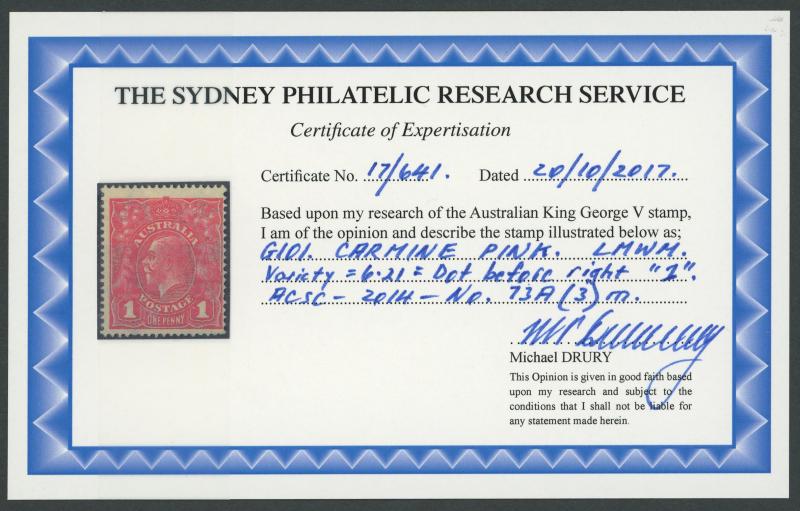 THE SYDNEY PHILATELIC RESEARCH SERVICE
Certificate of Expertisation
Certificate No. 17/641. Dated 20/10/2017.
Based upon my research of the Australian King George V stamp,
I am of the opinion and describe the stamp illustrated below as;
G101. CARMINE PINK. LMWM.
Variety = 6.21 = Dot before right "1".
ACSC - 2014 - No. 73A (3) m.
AUSTRALIA
1 POSTAGE 1
ONE PENNY
Michael DRURY
This Opinion is given in good faith based
upon my research and subject to the
conditions that I shall not be liable for
any statement made herein.